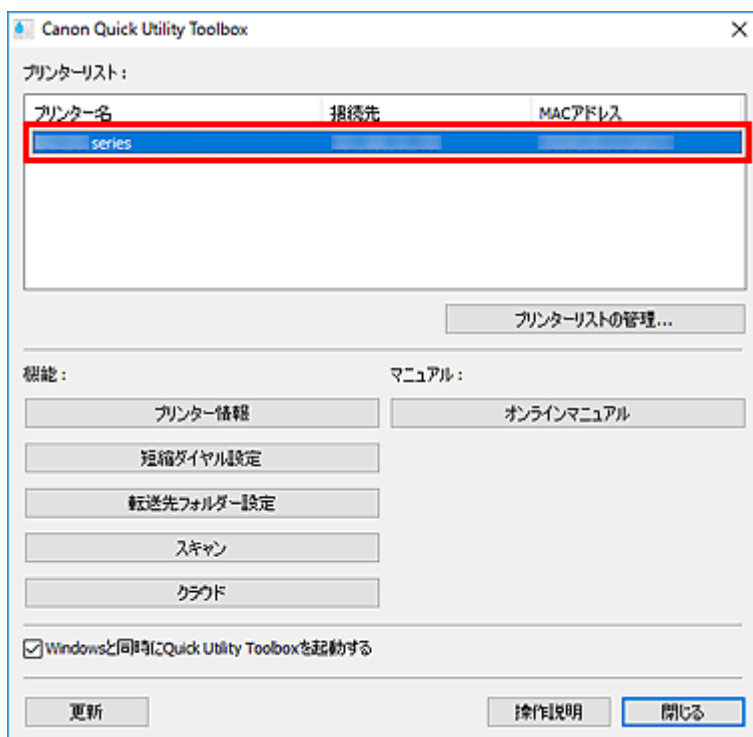 Canon Quick Utility Toolbox
プリンターリスト：
プリンター名 接続先 MACアドレス
series
プリンターリストの管理...
機能： マニュアル：
プリンター情報 オンラインマニュアル
短縮ダイヤル設定
転送先フォルダー設定
スキャン
クラウド
Windowsと同時にQuick Utility Toolboxを起動する
更新 操作説明 閉じる